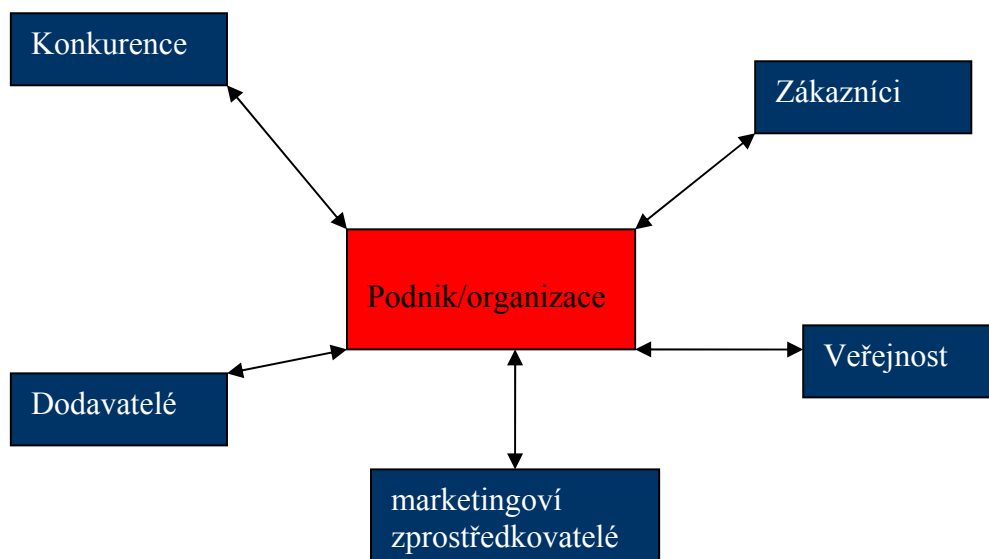 Konkurence
Zákazníci
Podnik/organizace
Veřejnost
Dodavatelé
marketingoví
zprostředkovatelé